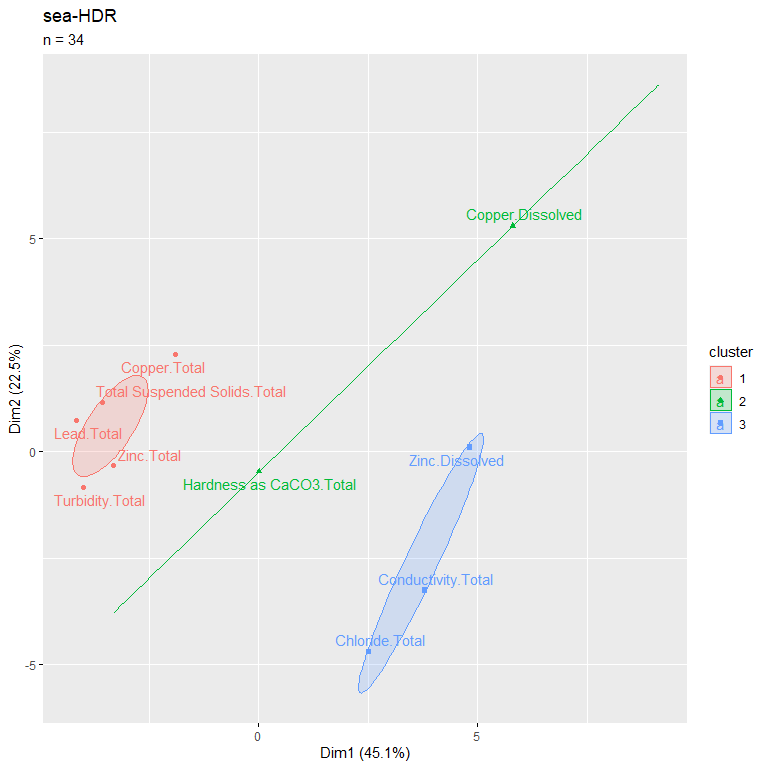 sea-HDR
n = 34
Copper.Dissolved
5
Copper.Total
Total Suspended Solids.Total
Lead.Total
Zinc.Total
Turbidity.Total
0
Hardness as CaCO3.Total
Zinc.Dissolved
Conductivity.Total
Chloride.Total
-5
0
5
Dim1 (45.1%)
Dim2 (22.5%)
cluster
a 1
a 2
a 3